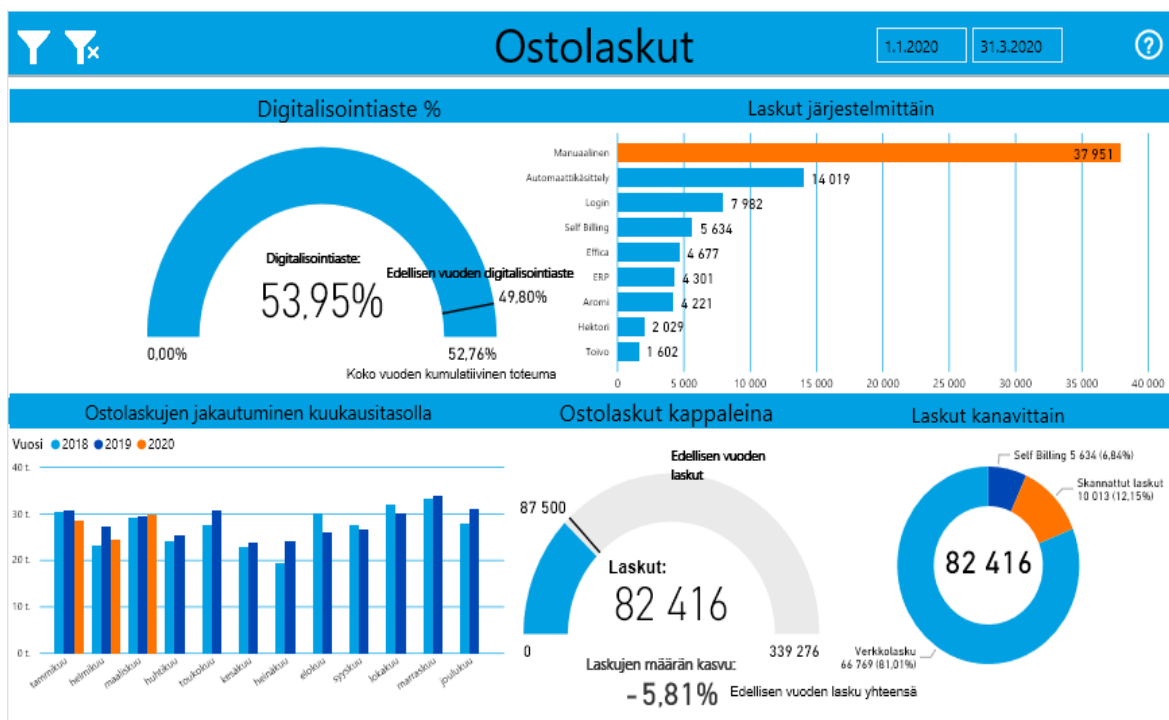 Ostolaskut
1.1.2020
31.3.2020
?
Digitalisointiaste %
Digitalisointiaste:
53,95%
Edellisen vuoden digitalisointiaste
49,80%
0,00%
52,76%
Koko vuoden kumulatiivinen toteuma
Laskut järjestelmittäin
Manuaalinen 37 951
Automaattikäsittely 14 019
Login 7 982
Self Billing 5 634
Effica 4 677
ERP 4 301
Aromi 4 221
Hektori 2 029
Toivo 1 602
0 5 000 10 000 15 000 20 000 25 000 30 000 35 000 40 000
Ostolaskujen jakautuminen kuukausitasolla
Vuosi 2018 2019 2020
40 t.
30 t.
20 t.
10 t.
0 t.
tammikuu helmikuu maaliskuu huhtikuu toukokuu kesäkuu heinäkuu elokuu syyskuu lokakuu marraskuu joulukuu
Ostolaskut kappaleina
Edellisen vuoden
laskut
87 500
Laskut:
82 416
0
339 276
Laskujen määrän kasvu:
-5,81%
Edellisen vuoden lasku yhteensä
Laskut kanavittain
Self Billing 5 634 (6,84%)
Skannattut laskut
10 013 (12,15%)
82 416
Verkkolasku
66 769 (81,01%)